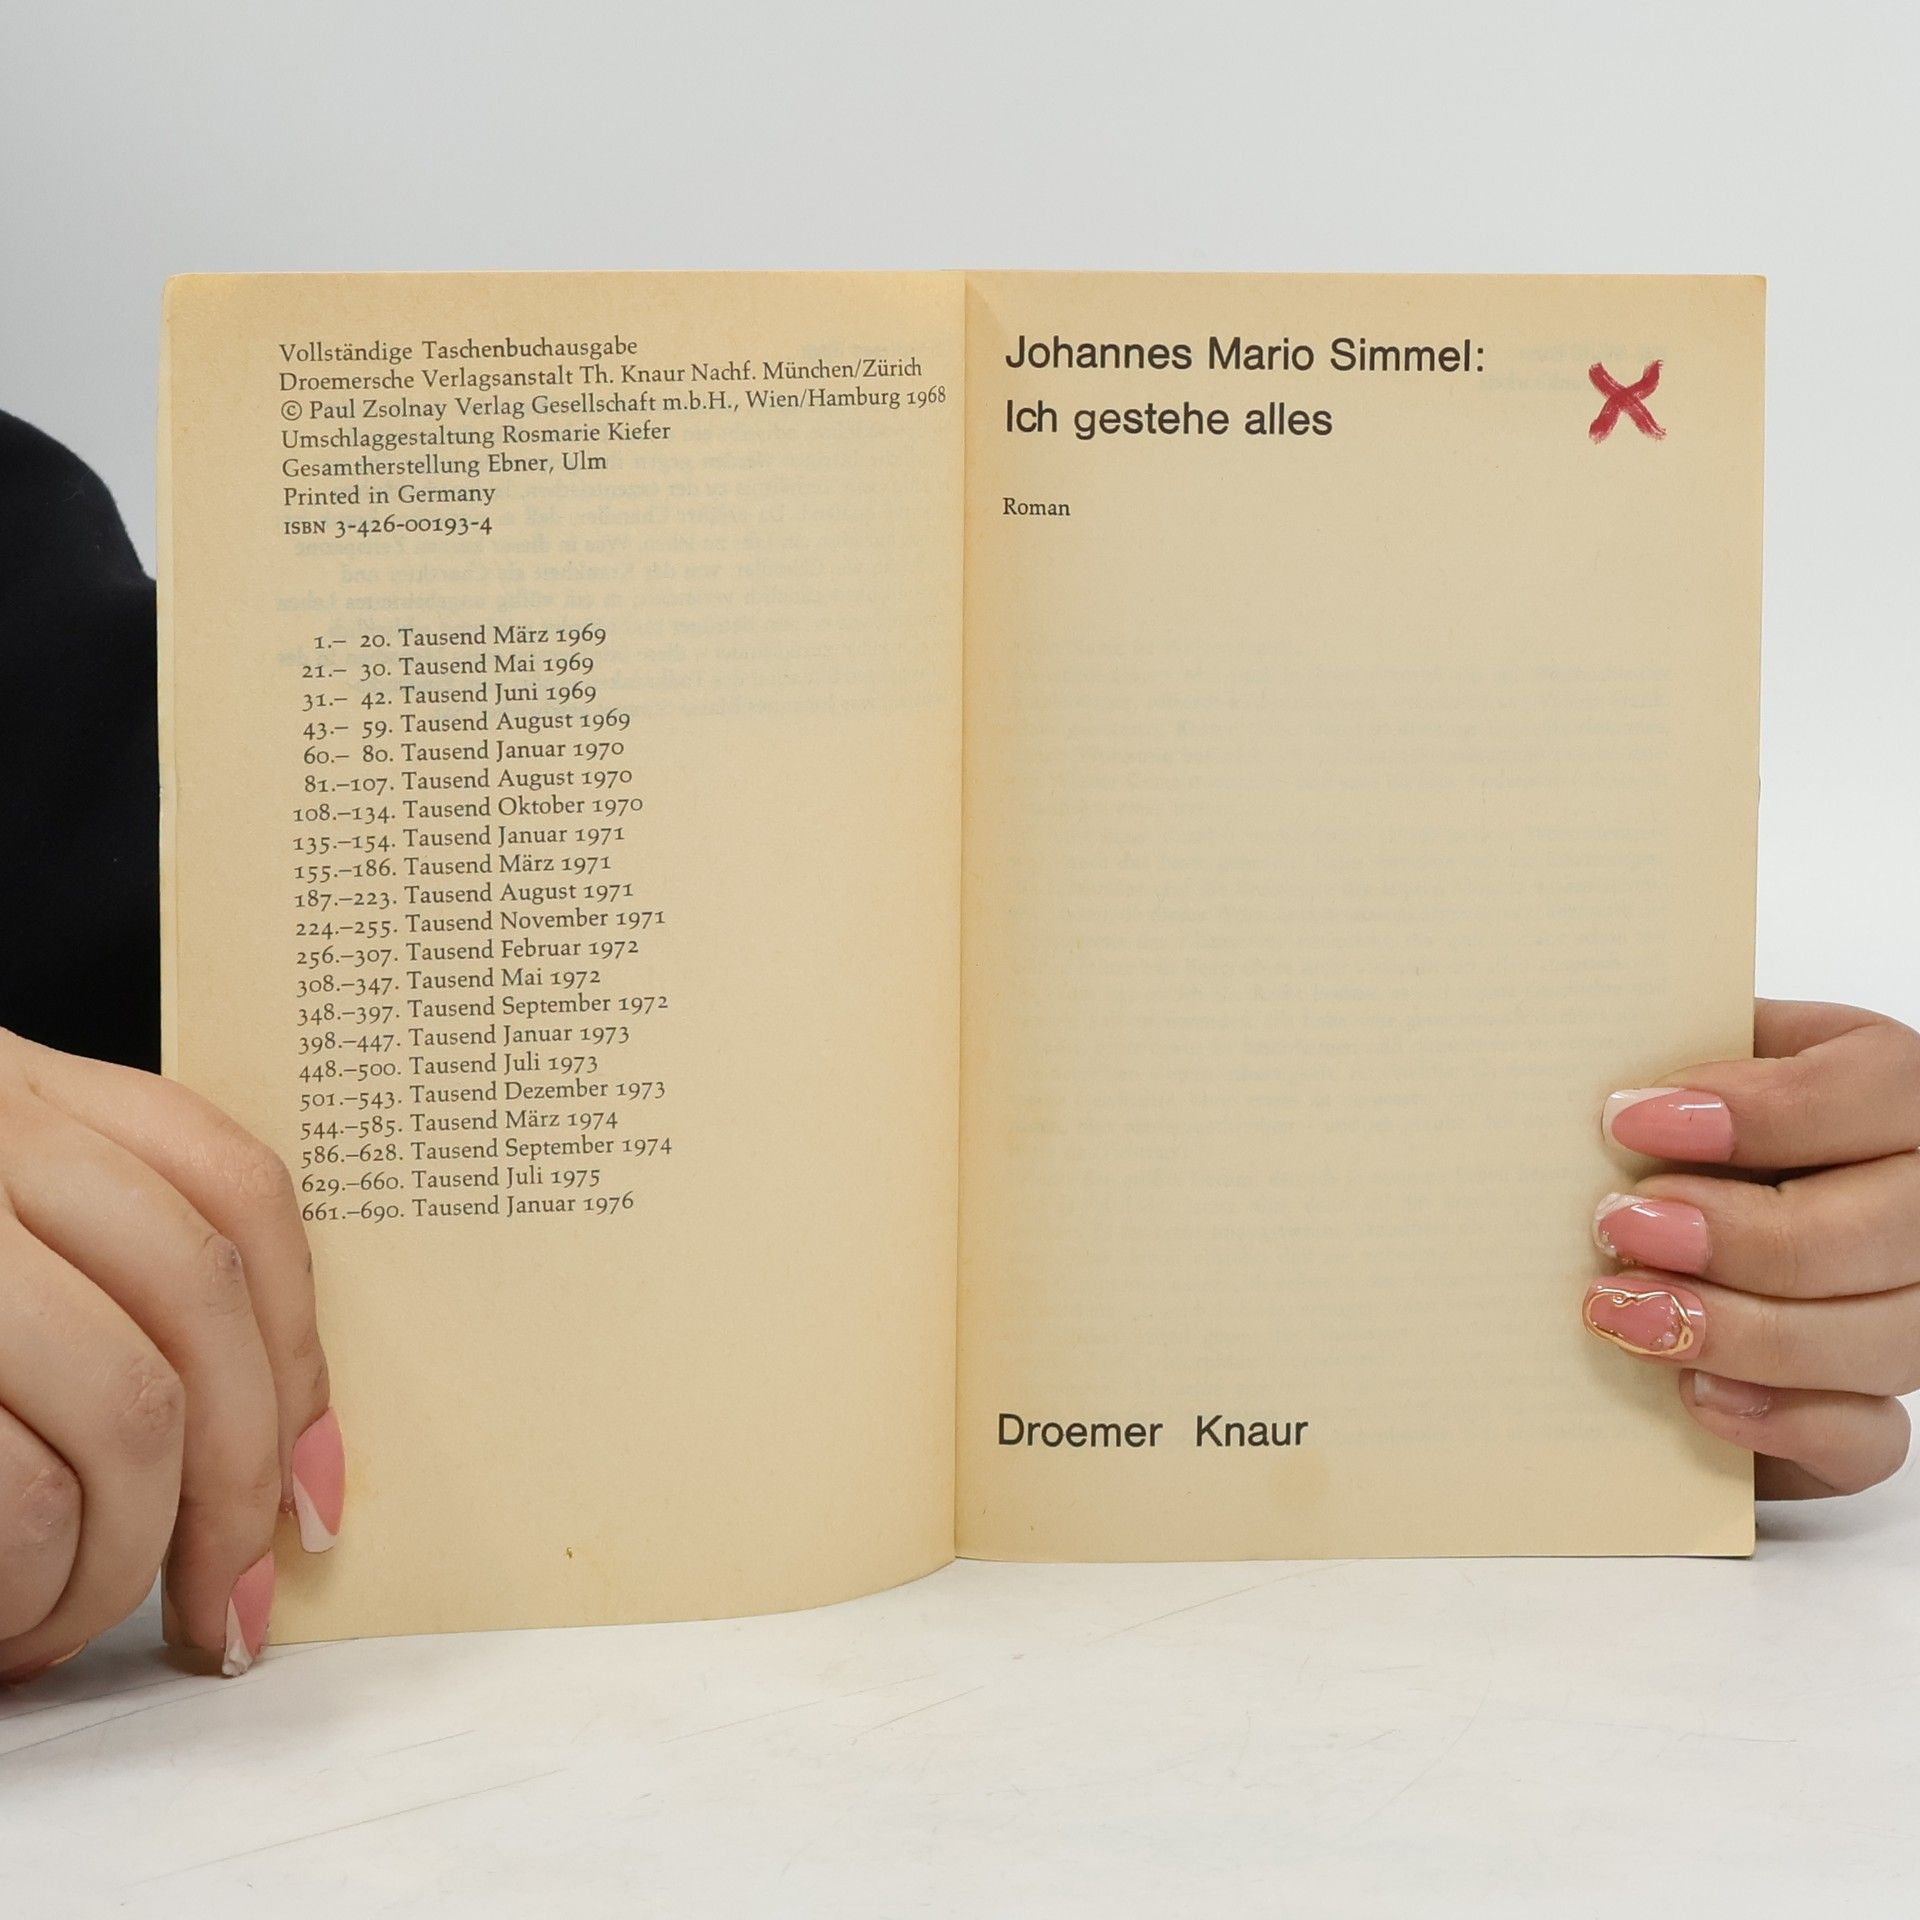 Vollständige Taschenbuchausgabe
Droemersche Verlagsanstalt Th. Knaur Nachf. München/Zürich
© Paul Zsolnay Verlag Gesellschaft m.b.H., Wien/Hamburg 1968
Umschlaggestaltung Rosmarie Kiefer
Gesamtherstellung Ebner, Ulm
Printed in Germany
ISBN 3-426-00193-4
1.– 20. Tausend März 1969
21.– 30. Tausend Mai 1969
31.– 42. Tausend Juni 1969
43.– 59. Tausend August 1969
60.– 80. Tausend Januar 1970
81.–107. Tausend August 1970
108.–134. Tausend Oktober 1970
135.–154. Tausend Januar 1971
155.–186. Tausend März 1971
187.–223. Tausend August 1971
224.–255. Tausend November 1971
256.–307. Tausend Februar 1972
308.–347. Tausend Mai 1972
348.–397. Tausend September 1972
398.–447. Tausend Januar 1973
448.–500. Tausend Juli 1973
501.–543. Tausend Dezember 1973
544.–585. Tausend März 1974
586.–628. Tausend September 1974
629.–660. Tausend Juli 1975
661.–690. Tausend Januar 1976
Johannes Mario Simmel:
Ich gestehe alles
Roman
Droemer Knaur